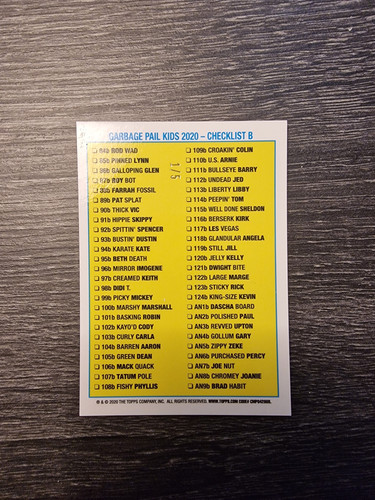 GARBAGE PAIL KIDS 2020 – CHECKLIST B
84b ROD WAD
85b PINNED LYNN
86b GALLOPING GLEN
87b ROY BOT
88b FARRAH FOSSIL
89b PAT SPLAT
90b THICK VIC
91b HIPPIE SKIPPY
92b SPITTIN' SPENCER
93b BUSTIN' DUSTIN
94b KARATE KATE
95b BETH DEATH
96b MIRROR IMOGENE
97b CREAMED KEITH
98b DIDI T.
99b PICKY MICKEY
100b MARSHY MARSHALL
101b BASKING ROBIN
102b KAYO'D CODY
103b CURLY CARLA
104b BARREN AARON
105b GREEN DEAN
106b MACK QUACK
107b TATUM POLE
108b FISHY PHYLLIS
1/5
109b CROAKIN' COLIN
110b U.S. ARNIE
111b BULLSEYE BARRY
112b UNDEAD JED
113b LIBERTY LIBBY
114b PEEPIN' TOM
115b WELL DONE SHELDON
116b BERSERK KIRK
117b LES VEGAS
118b GLANDULAR ANGELA
119b STILL JILL
120b JELLY KELLY
121b DWIGHT BITE
122b LARGE MARGE
123b STICKY RICK
124b KING-SIZE KEVIN
AN1b DASCHA BOARD
AN2b POLISHED PAUL
AN3b REVVED UPTON
AN4b GOLLUM GARY
AN5b ZIPPY ZEKE
AN6b PURCHASED PERCY
AN7b JOE NUT
AN8b CHROMEY JOANIE
AN9b BRAD HABIT
® & © 2020 THE TOPPS COMPANY, INC. ALL RIGHTS RESERVED. WWW.TOPPS.COM